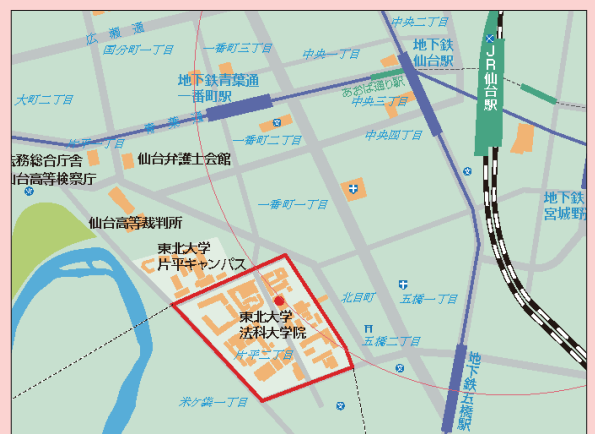 中央二丁目
広瀬通
国分町一丁目
一番町三丁目
中央一丁目
地下鉄
仙台駅
JR仙台駅
地下鉄青葉通
一番町駅
あおば通り駅
大町二丁目
中央三丁目
青葉通
片平一丁目
一番町二丁目
中央四丁目
法務総合庁舎
仙台弁護士会館
仙台高等検察庁
一番町一丁目
地下鉄
宮城野
仙台高等裁判所
東北大学
片平キャンパス
北目町
五橋一丁目
東北大学
法科大学院
五橋二丁目
片平二丁目
地下鉄五橋駅
米ケ袋一丁目